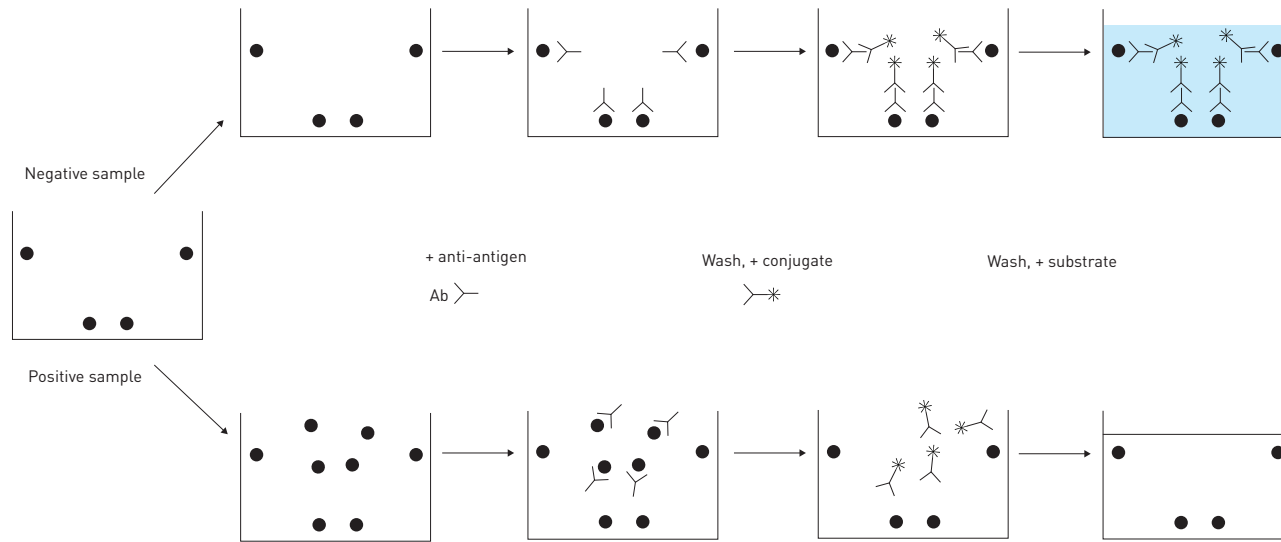 Negative sample
+ anti-antigen
Wash, + conjugate
Wash, + substrate
Ab
Positive sample